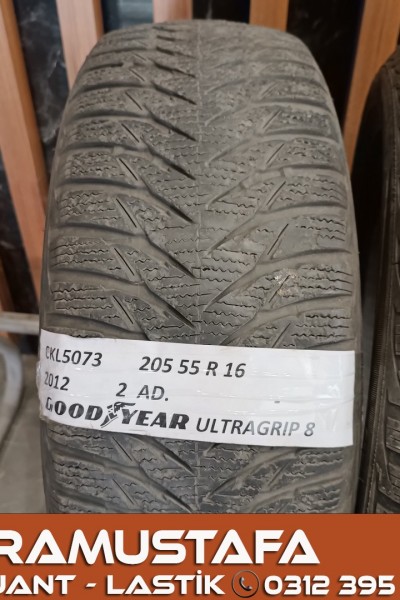 CKL5073 205 55 R 16
2012 2 AD.
GOODYEAR ULTRAGRIP 8
RAMUSTAFA
JANT - LASTİK 0312 395